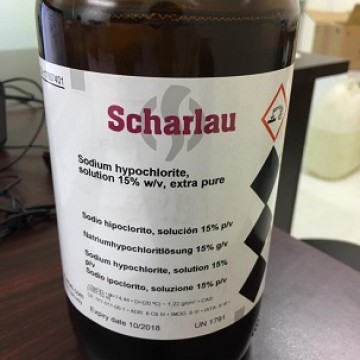 Scharlau
Sodium hypochlorite,
solution 15% w/v, extra pure
Sodio hipoclorito, solución 15% p/v
Natriumhypochloritlösung 15% g/v
Sodium hypochlorite, solution 15%
p/v
Sodio ipoclorito, soluzione 15% p/v
Expiry date 10/2018
UN 1791